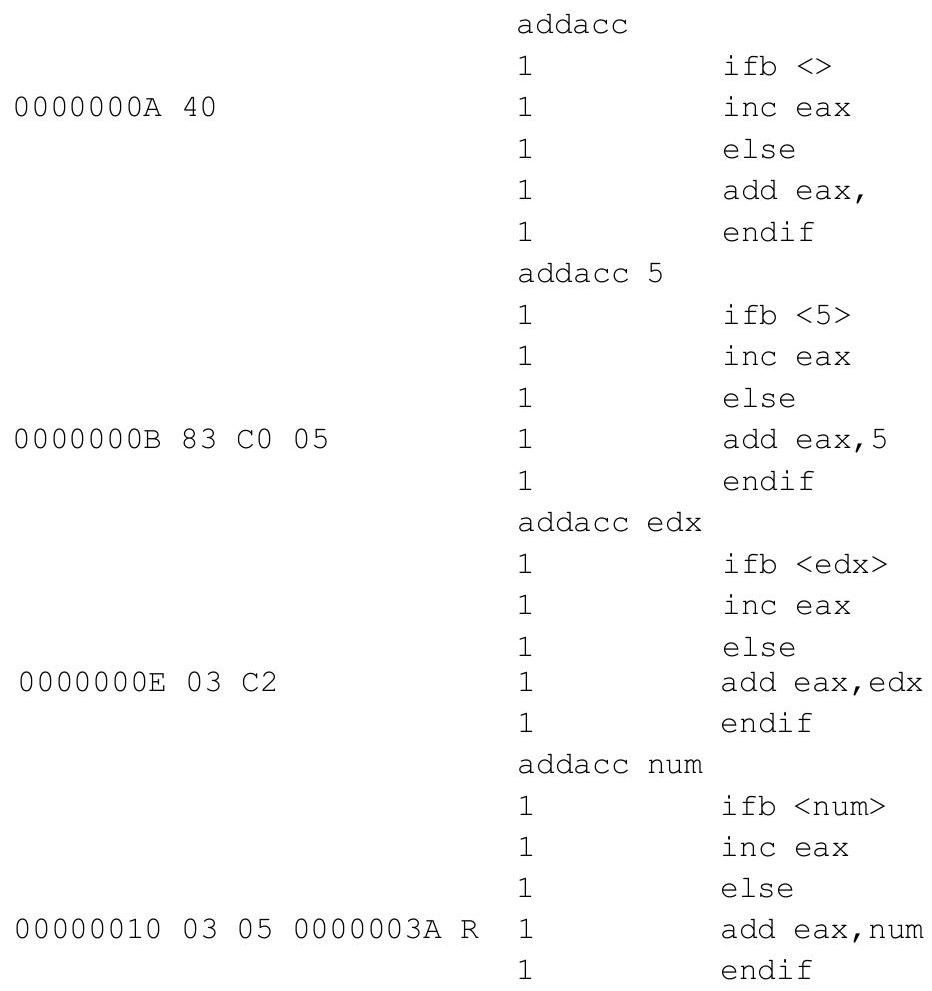 addacc
1 ifb <>
0000000A 40 1 inc eax
1 else
1 add eax,
1 endif
addacc 5
1 ifb <5>
1 inc eax
1 else
0000000B 83 C0 05 1 add eax,5
1 endif
addacc edx
1 ifb <edx>
1 inc eax
1 else
0000000E 03 C2 1 add eax,edx
1 endif
addacc num
1 ifb <num>
1 inc eax
1 else
00000010 03 05 0000003A R 1 add eax,num
1 endif